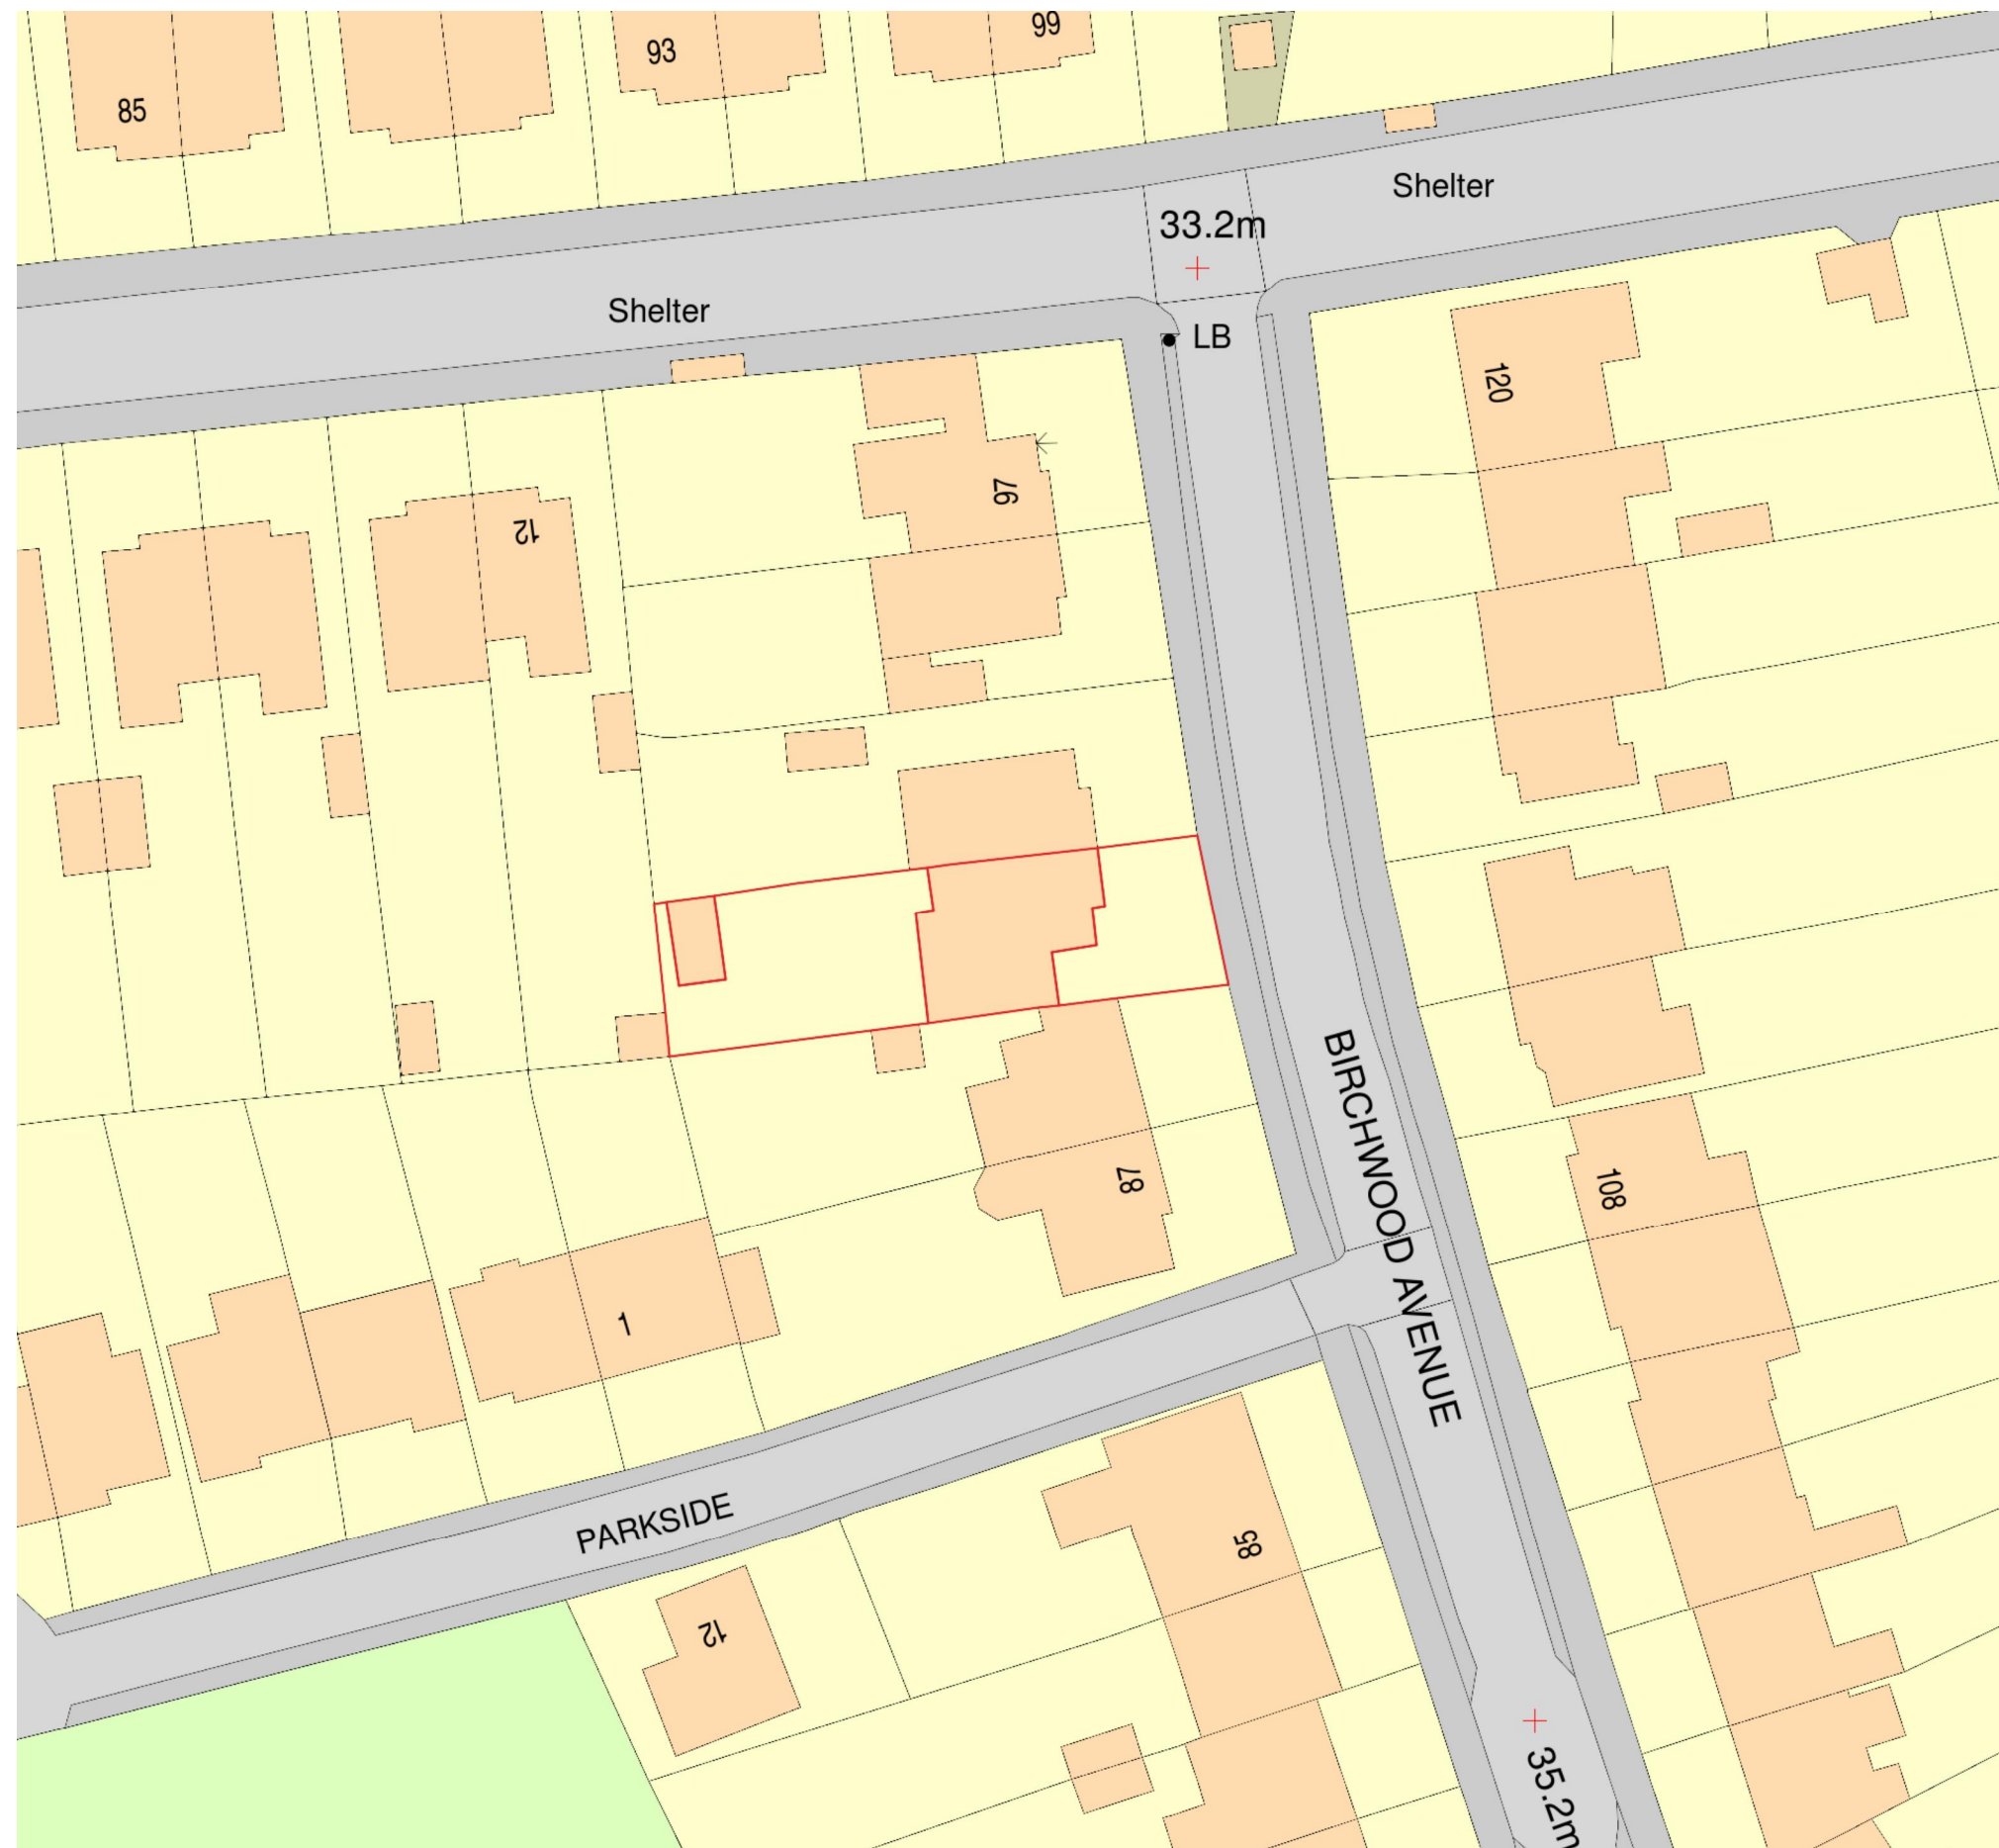 99
93
85
Shelter
33.2m
Shelter
LB
120
97
12
BIRCHWOOD AVENUE
87
108
1
PARKSIDE
85
12
35.2m